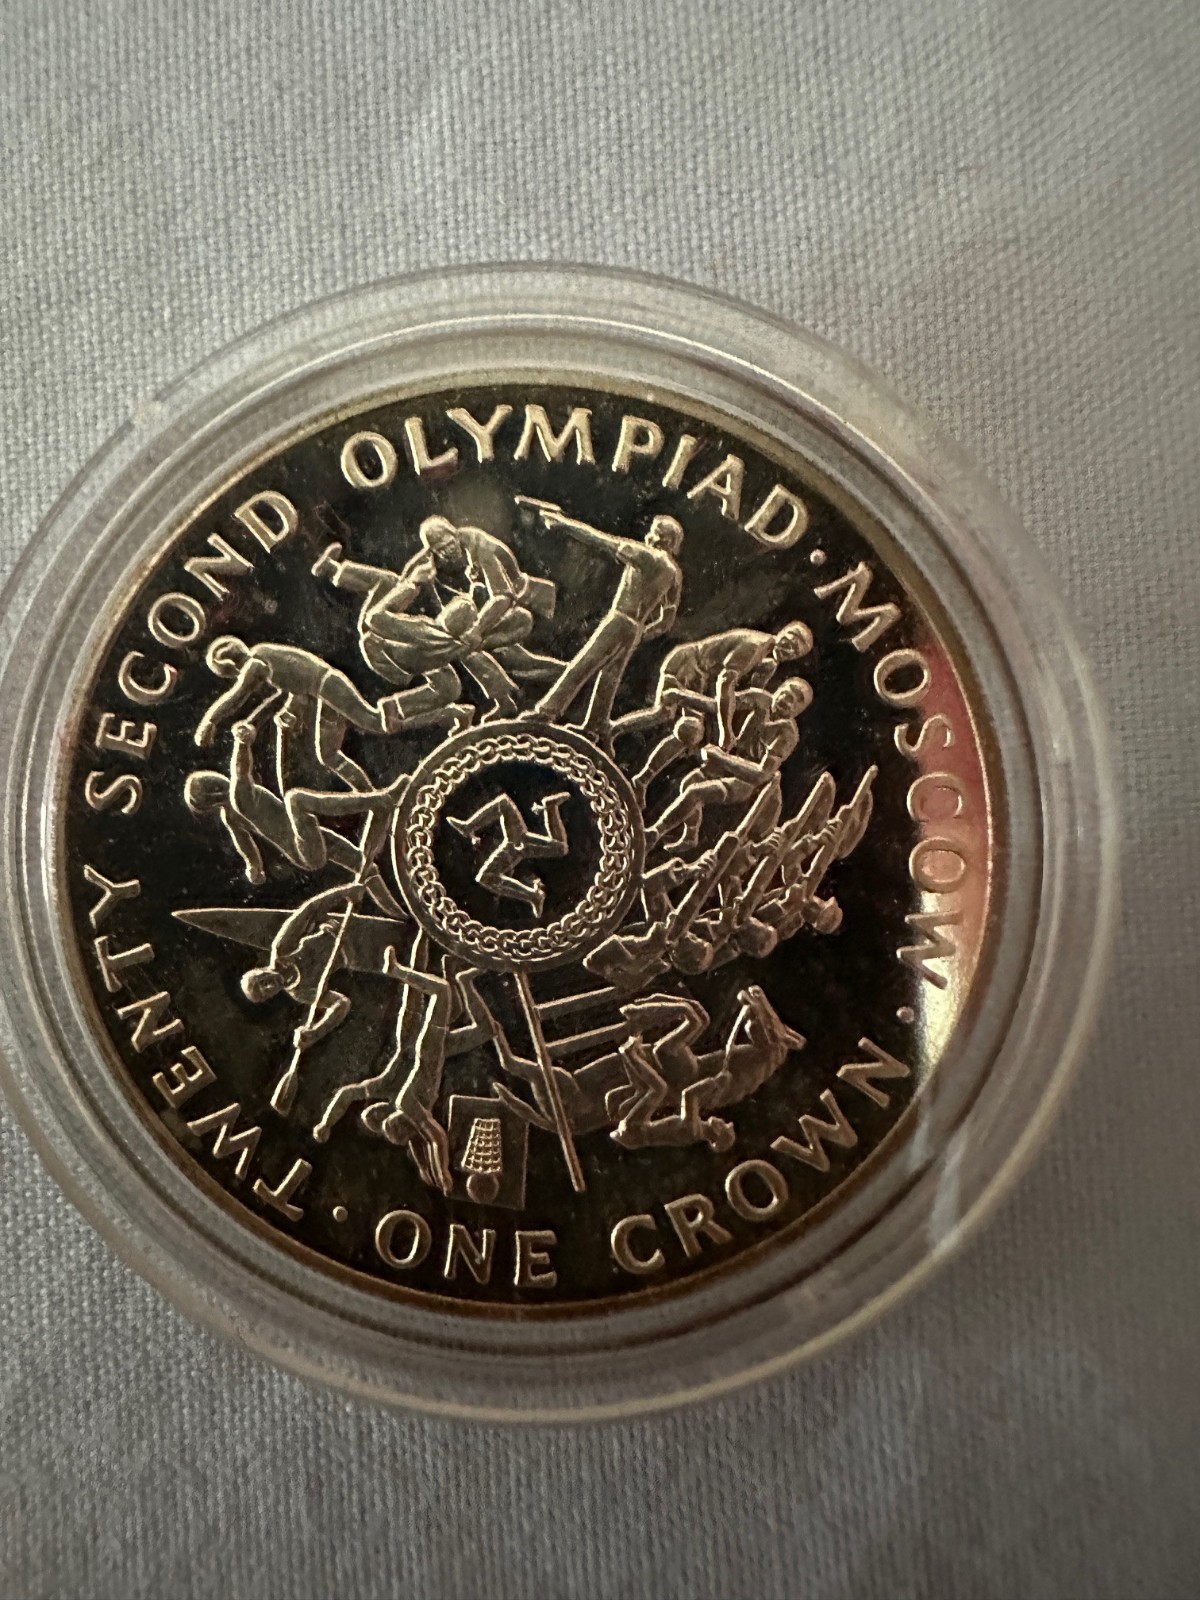 TWENTY SECOND OLYMPIAD · MOSCOW ·
ONE CROWN ·